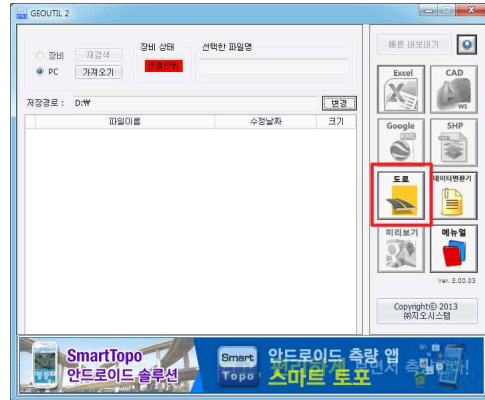 GEOUTIL 2
장비
재검색
장비 상태
선택한 파일명
PC
가져오기
연결안됨
저장경로 : D:₩
변경
파일이름
수정날짜
크기
빠른 내보내기
Excel
CAD
WS
Google
SHP
도로
데이타변환기
미리보기
메뉴얼
Ver. 2.00.03
Copyright© 2013
㈜지오시스템
SmartTopo
안드로이드 솔루션
Smart
Topo
안드로이드 측량 앱
스마트 토포